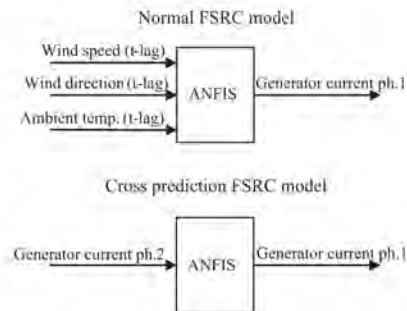 Normal FSRC model
Wind speed (t-lag)
Wind direction (t-lag)
Ambient temp. (t-lag)
ANFIS
Generator current ph.1
Cross prediction FSRC model
Generator current ph.2
ANFIS
Generator current ph.1